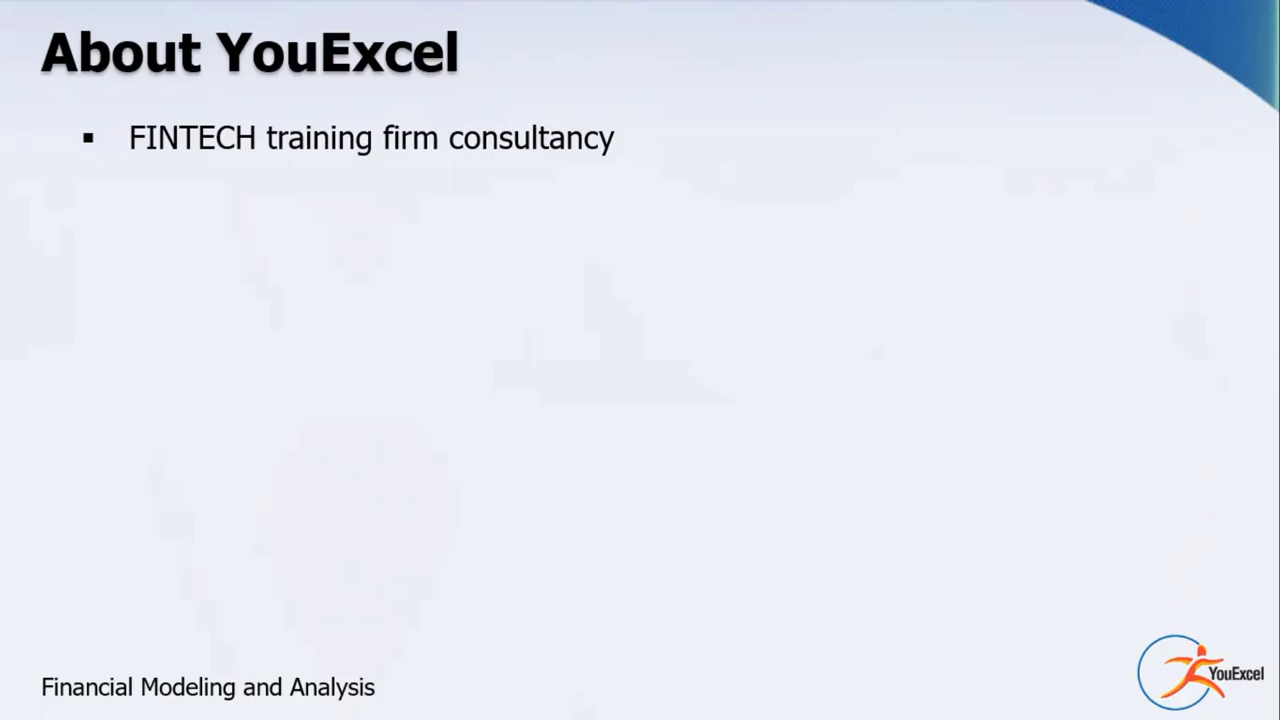 About YouExcel
▪ FINTECH training firm consultancy
Financial Modeling and Analysis
YouExcel